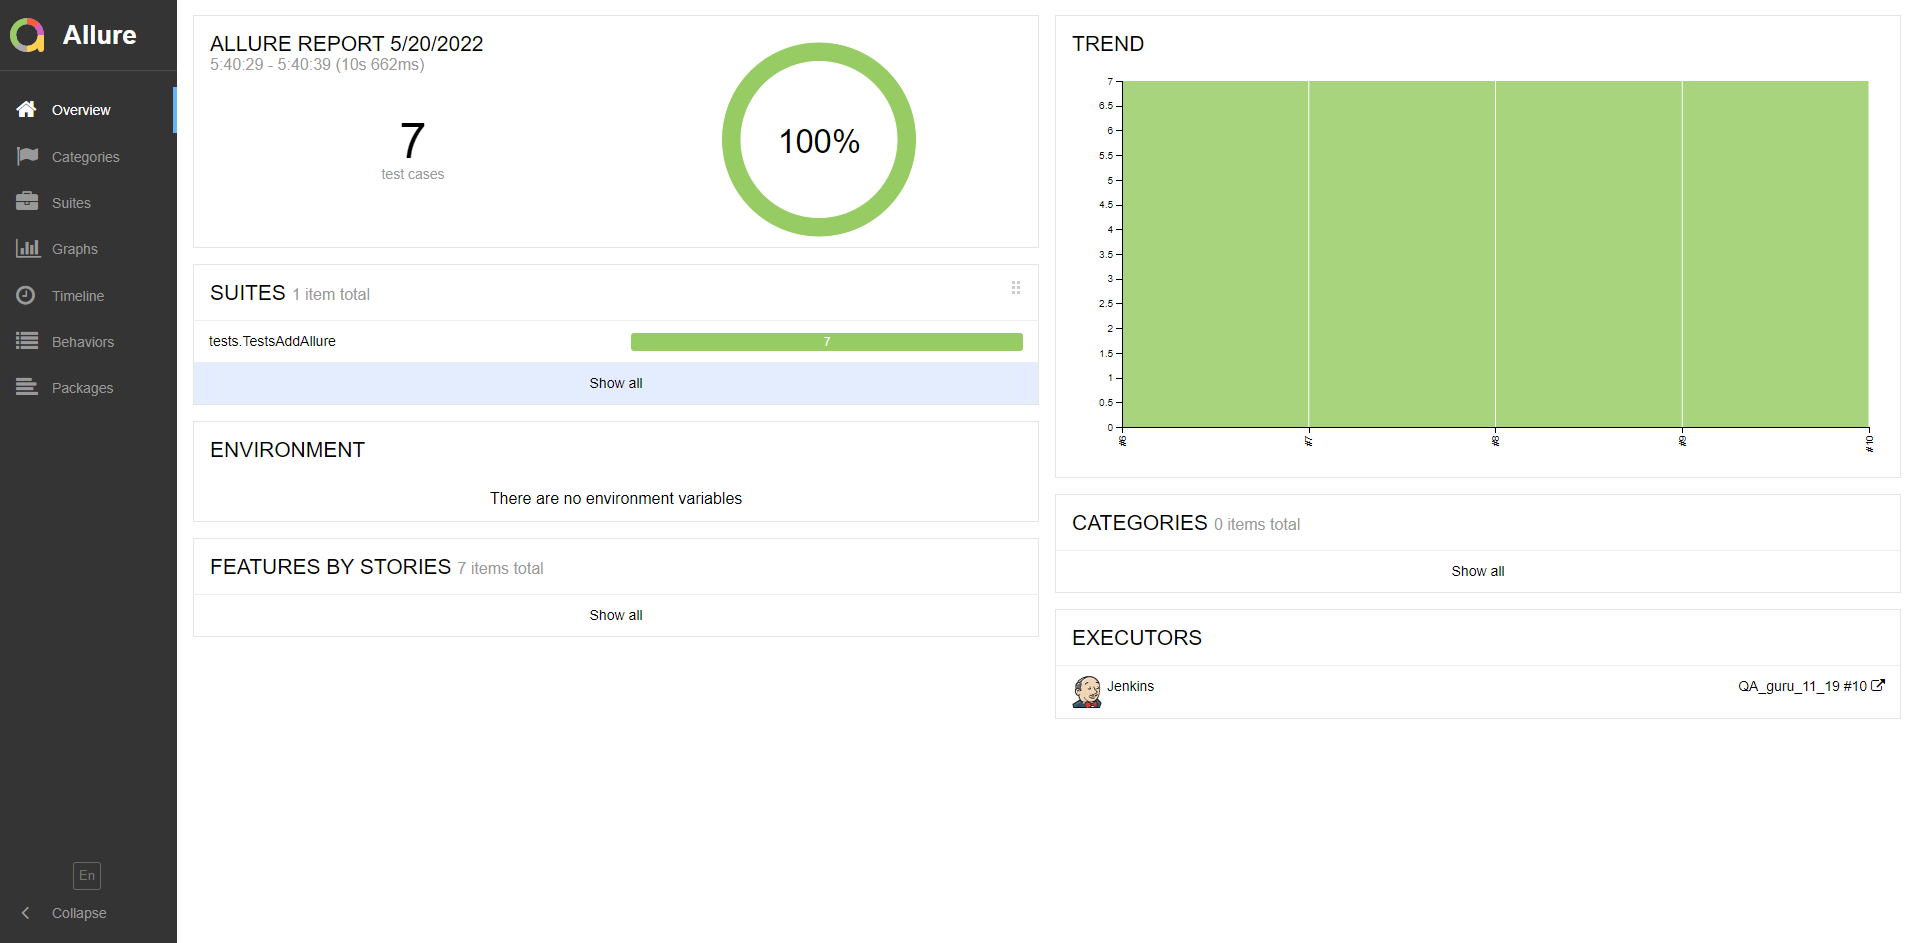 Allure
Overview
Categories
Suites
Graphs
Timeline
Behaviors
Packages
En
Collapse
ALLURE REPORT 5/20/2022
5:40:29 - 5:40:39 (10s 662ms)
7
test cases
100%
SUITES 1 item total
tests.TestsAddAllure 7
Show all
ENVIRONMENT
There are no environment variables
FEATURES BY STORIES 7 items total
Show all
TREND
7
6.5
6
5.5
5
4.5
4
3.5
3
2.5
2
1.5
1
0.5
0
#6 #7 #8 #9 #10
CATEGORIES 0 items total
Show all
EXECUTORS
Jenkins QA_guru_11_19 #10